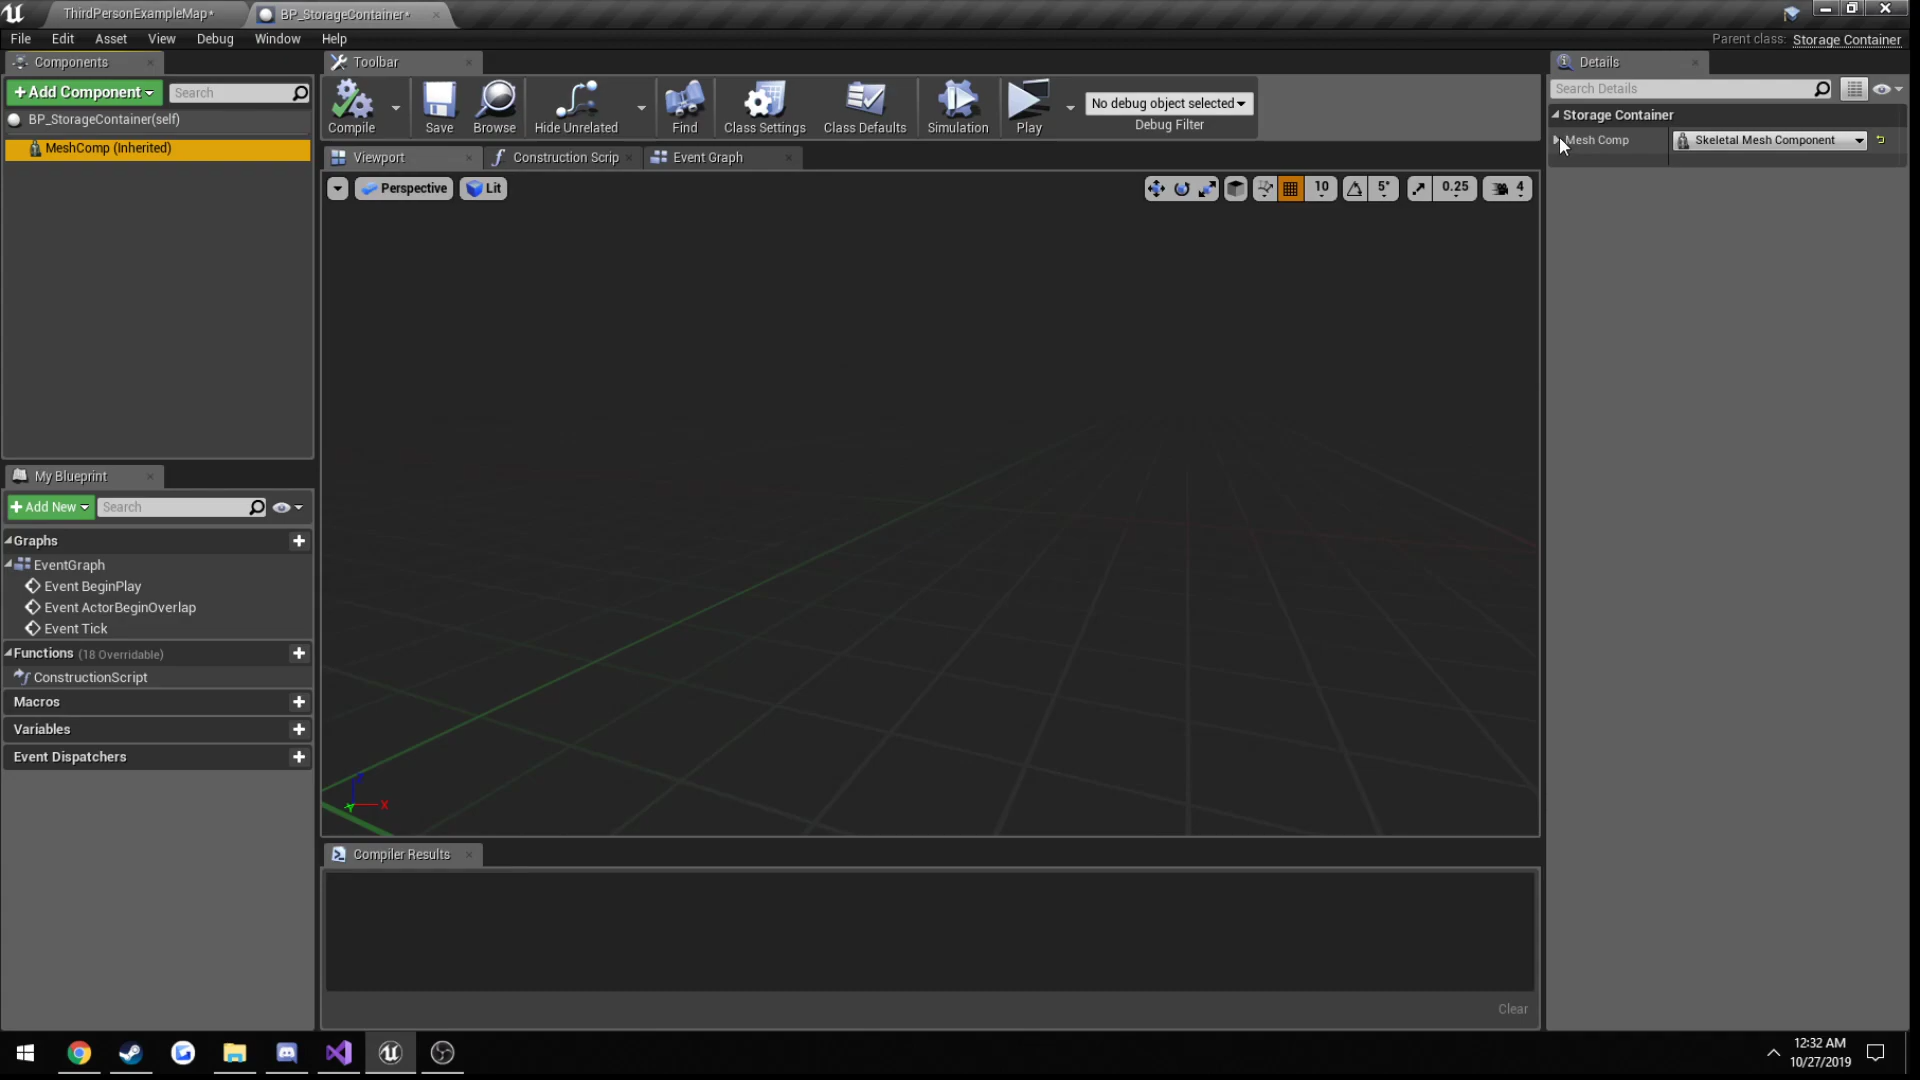 ThirdPersonExampleMap*
BP_StorageContainer*
File Edit Asset View Debug Window Help
Parent class: Storage Container
Components
+ Add Component
Search
BP_StorageContainer(self)
MeshComp (Inherited)
Toolbar
Compile
Save
Browse
Hide Unrelated
Find
Class Settings
Class Defaults
Simulation
Play
No debug object selected
Debug Filter
Viewport
Construction Scrip
Event Graph
Perspective
Lit
10
5°
0.25
4
X
Details
Search Details
Storage Container
Mesh Comp
Skeletal Mesh Component
My Blueprint
+ Add New
Search
Graphs
EventGraph
Event BeginPlay
Event ActorBeginOverlap
Event Tick
Functions (18 Overridable)
ConstructionScript
Macros
Variables
Event Dispatchers
Compiler Results
Clear
12:32 AM
10/27/2019